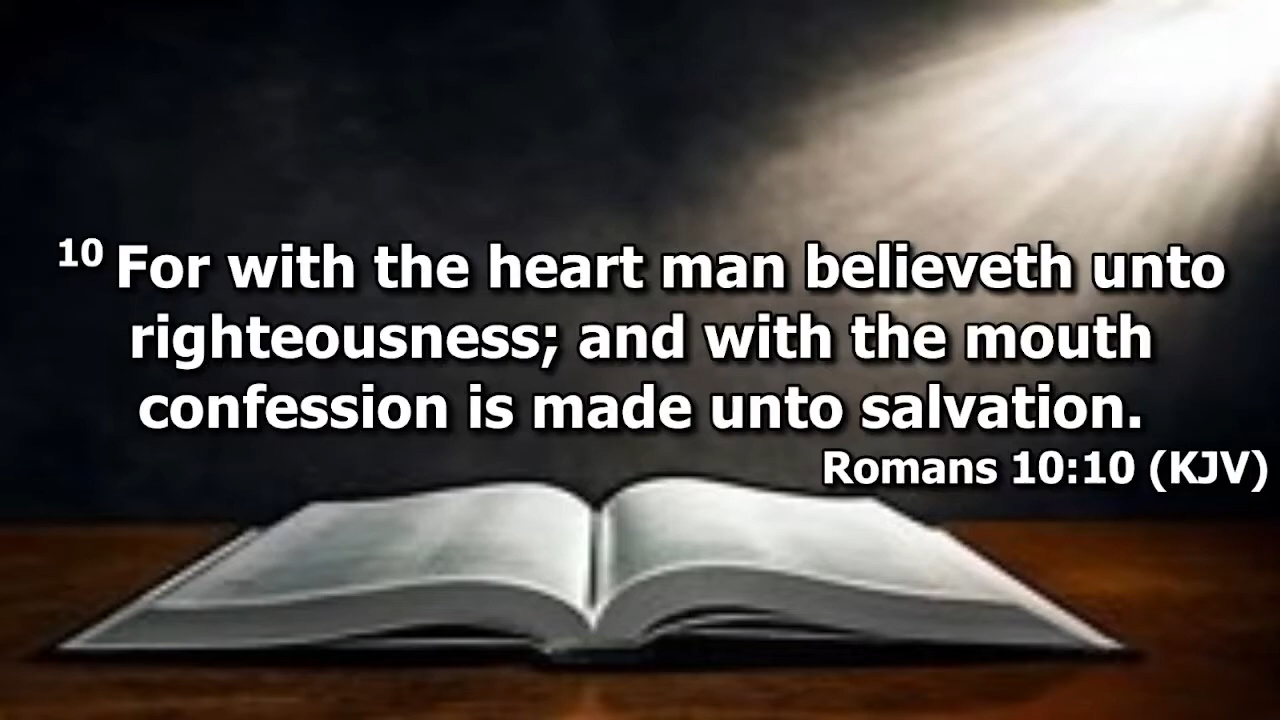 10 For with the heart man believeth unto
righteousness; and with the mouth
confession is made unto salvation.
Romans 10:10 (KJV)